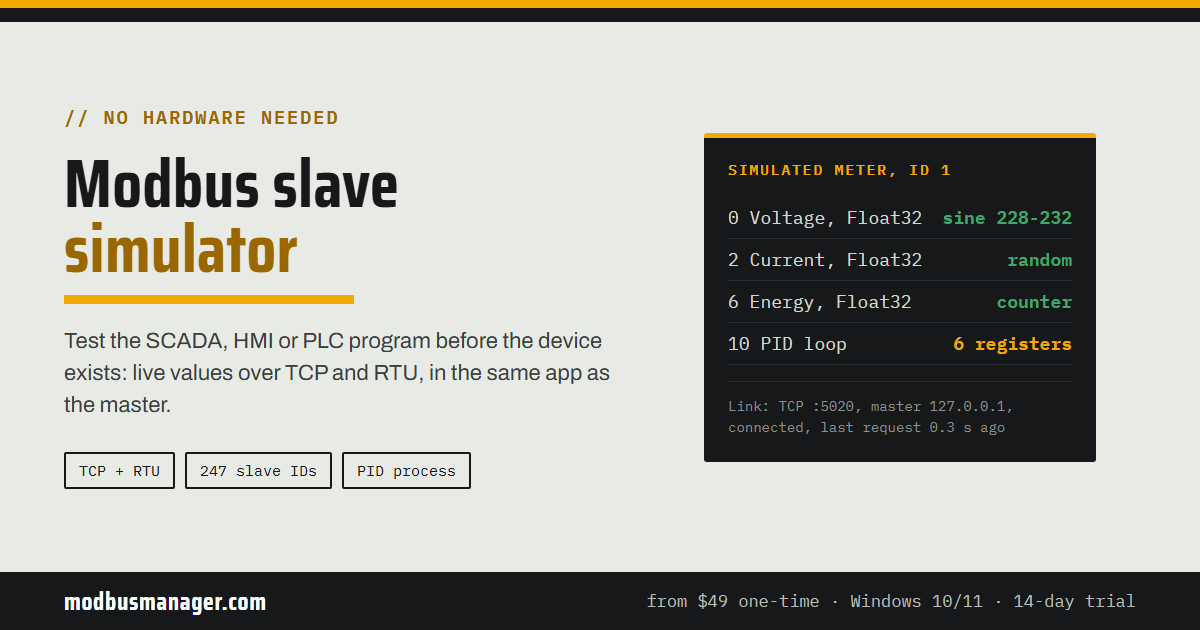 // NO HARDWARE NEEDED
Modbus slave
simulator
Test the SCADA, HMI or PLC program before the device
exists: live values over TCP and RTU, in the same app as
the master.
TCP + RTU
247 slave IDs
PID process
SIMULATED METER, ID 1
0 Voltage, Float32 sine 228-232
2 Current, Float32 random
6 Energy, Float32 counter
10 PID loop 6 registers
Link: TCP :5020, master 127.0.0.1,
connected, last request 0.3 s ago
modbusmanager.com
from $49 one-time · Windows 10/11 · 14-day trial